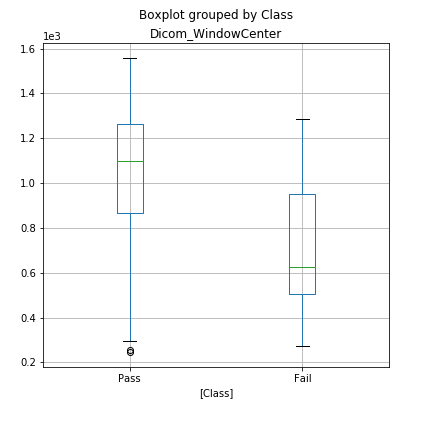 Boxplot grouped by Class
Dicom_WindowCenter
1e3
1.6
1.4
1.2
1.0
0.8
0.6
0.4
0.2
Pass Fail
[Class]